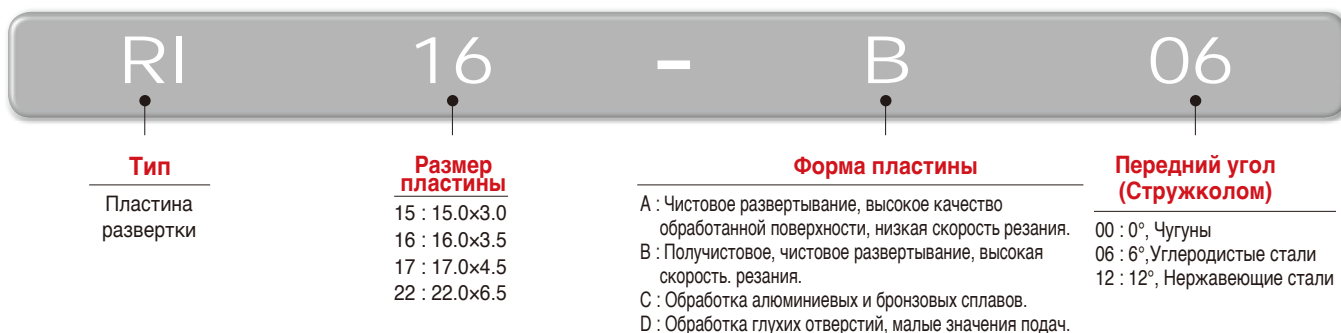 RI 16 - B 06
Тип
Пластина
развертки
Размер
пластины
15 : 15.0×3.0
16 : 16.0×3.5
17 : 17.0×4.5
22 : 22.0×6.5
Форма пластины
A : Чистовое развертывание, высокое качество
обработанной поверхности, низкая скорость резания.
B : Получистовое, чистовое развертывание, высокая
скорость. резания.
C : Обработка алюминиевых и бронзовых сплавов.
D : Обработка глухих отверстий, малые значения подач.
Передний угол
(Стружколом)
00 : 0°, Чугуны
06 : 6°,Углеродистые стали
12 : 12°, Нержавеющие стали